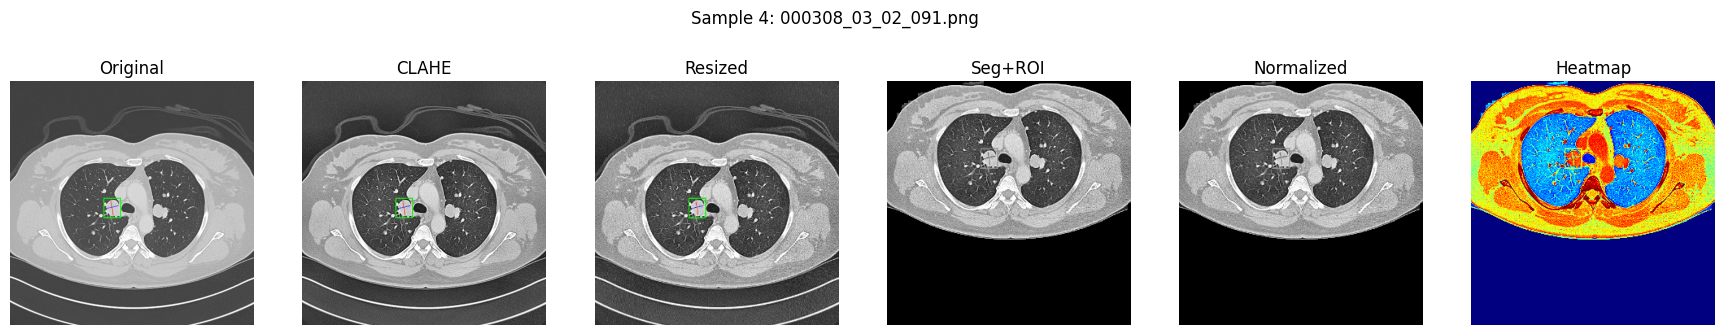 Sample 4: 000308_03_02_091.png
Original
CLAHE
Resized
Seg+ROI
Normalized
Heatmap